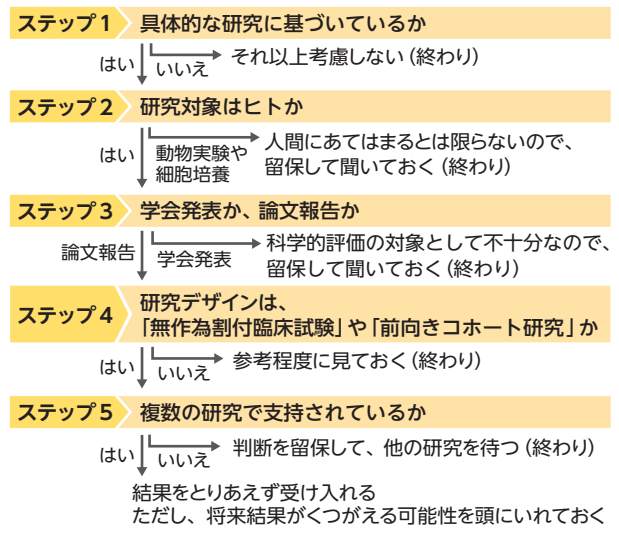 ステップ1 具体的な研究に基づいているか
はい いいえ それ以上考慮しない（終わり）
ステップ2 研究対象はヒトか
はい 動物実験や細胞培養 人間にあてはまるとは限らないので、
留保して聞いておく（終わり）
ステップ3 学会発表か、論文報告か
論文報告 学会発表 科学的評価の対象として不十分なので、
留保して聞いておく（終わり）
ステップ4 研究デザインは、
「無作為割付臨床試験」や「前向きコホート研究」か
はい いいえ 参考程度に見ておく（終わり）
ステップ5 複数の研究で支持されているか
はい いいえ 判断を留保して、他の研究を待つ（終わり）
結果をとりあえず受け入れる
ただし、将来結果がくつがえる可能性を頭にいれておく